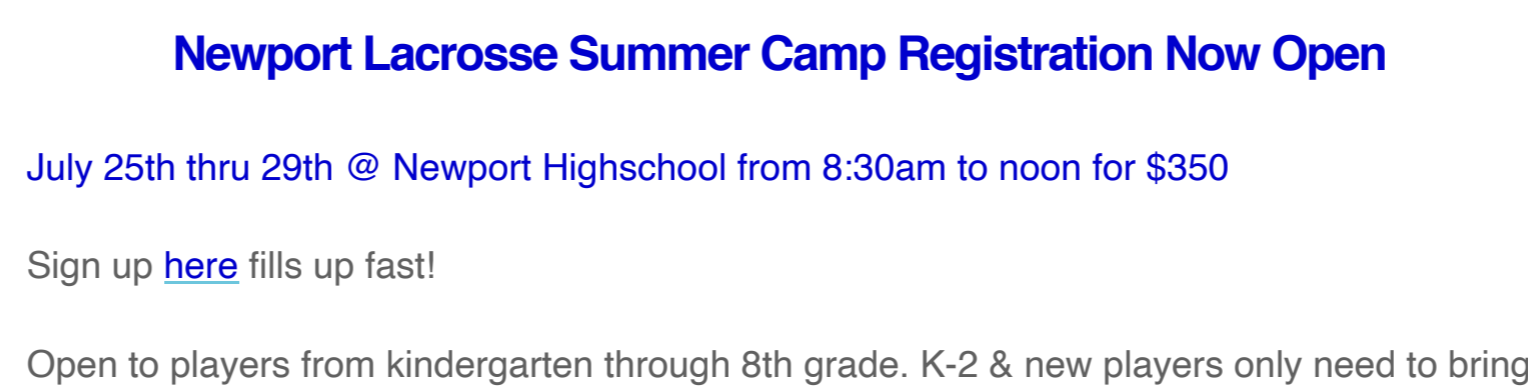 Newport Lacrosse Summer Camp Registration Now Open
July 25th thru 29th @ Newport Highschool from 8:30am to noon for $350
Sign up here fills up fast!
Open to players from kindergarten through 8th grade. K-2 & new players only need to bring